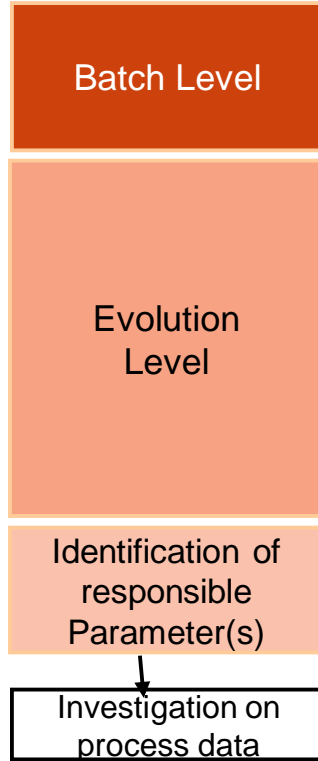 Batch Level
Evolution
Level
Identification of
responsible
Parameter(s)
Investigation on
process data